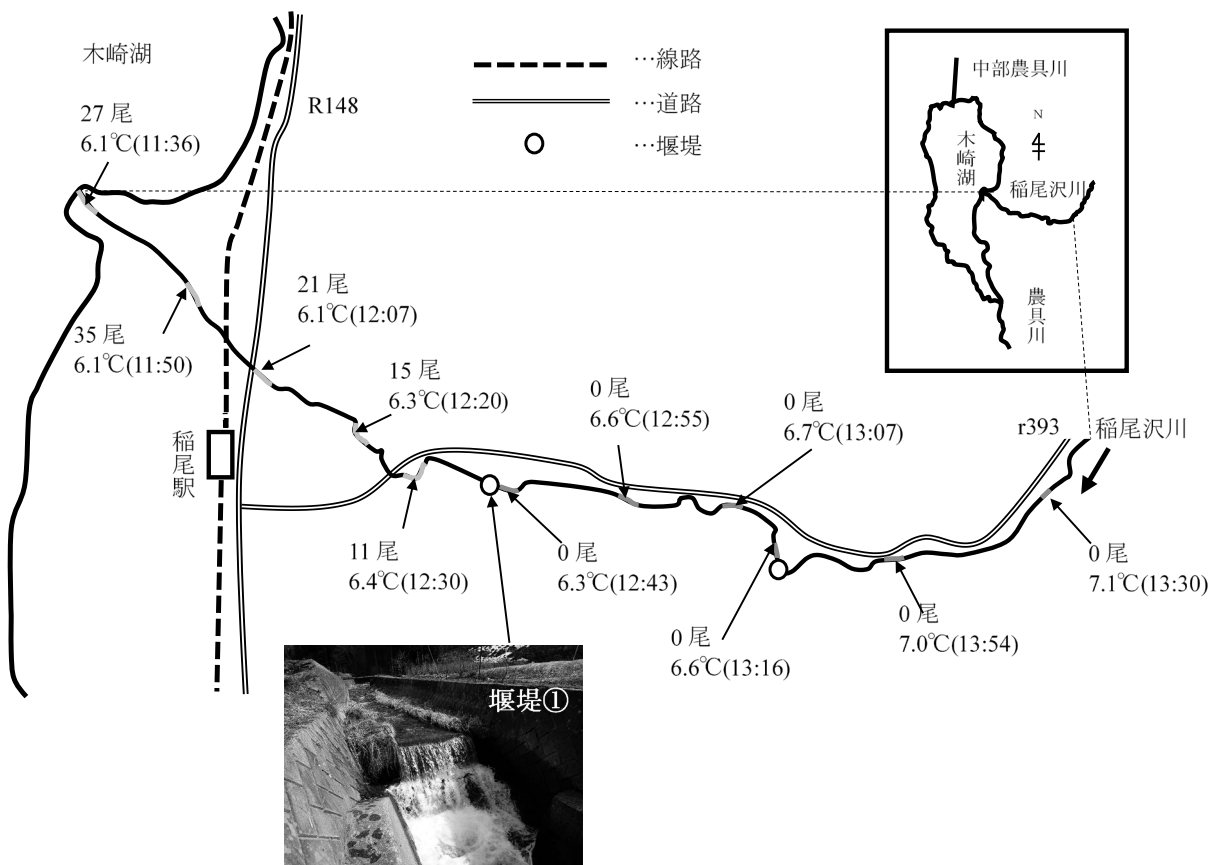 木崎湖
27 尾
6.1℃(11:36)
R148
…線路
…道路
…堰堤
中部農具川
N
木崎湖
稲尾沢川
農具川
35 尾
6.1℃(11:50)
21 尾
6.1℃(12:07)
15 尾
6.3℃(12:20)
0 尾
6.6℃(12:55)
0 尾
6.7℃(13:07)
r393
稲尾沢川
稲尾駅
11 尾
6.4℃(12:30)
0 尾
6.3℃(12:43)
0 尾
6.6℃(13:16)
0 尾
7.0℃(13:54)
0 尾
7.1℃(13:30)
堰堤①